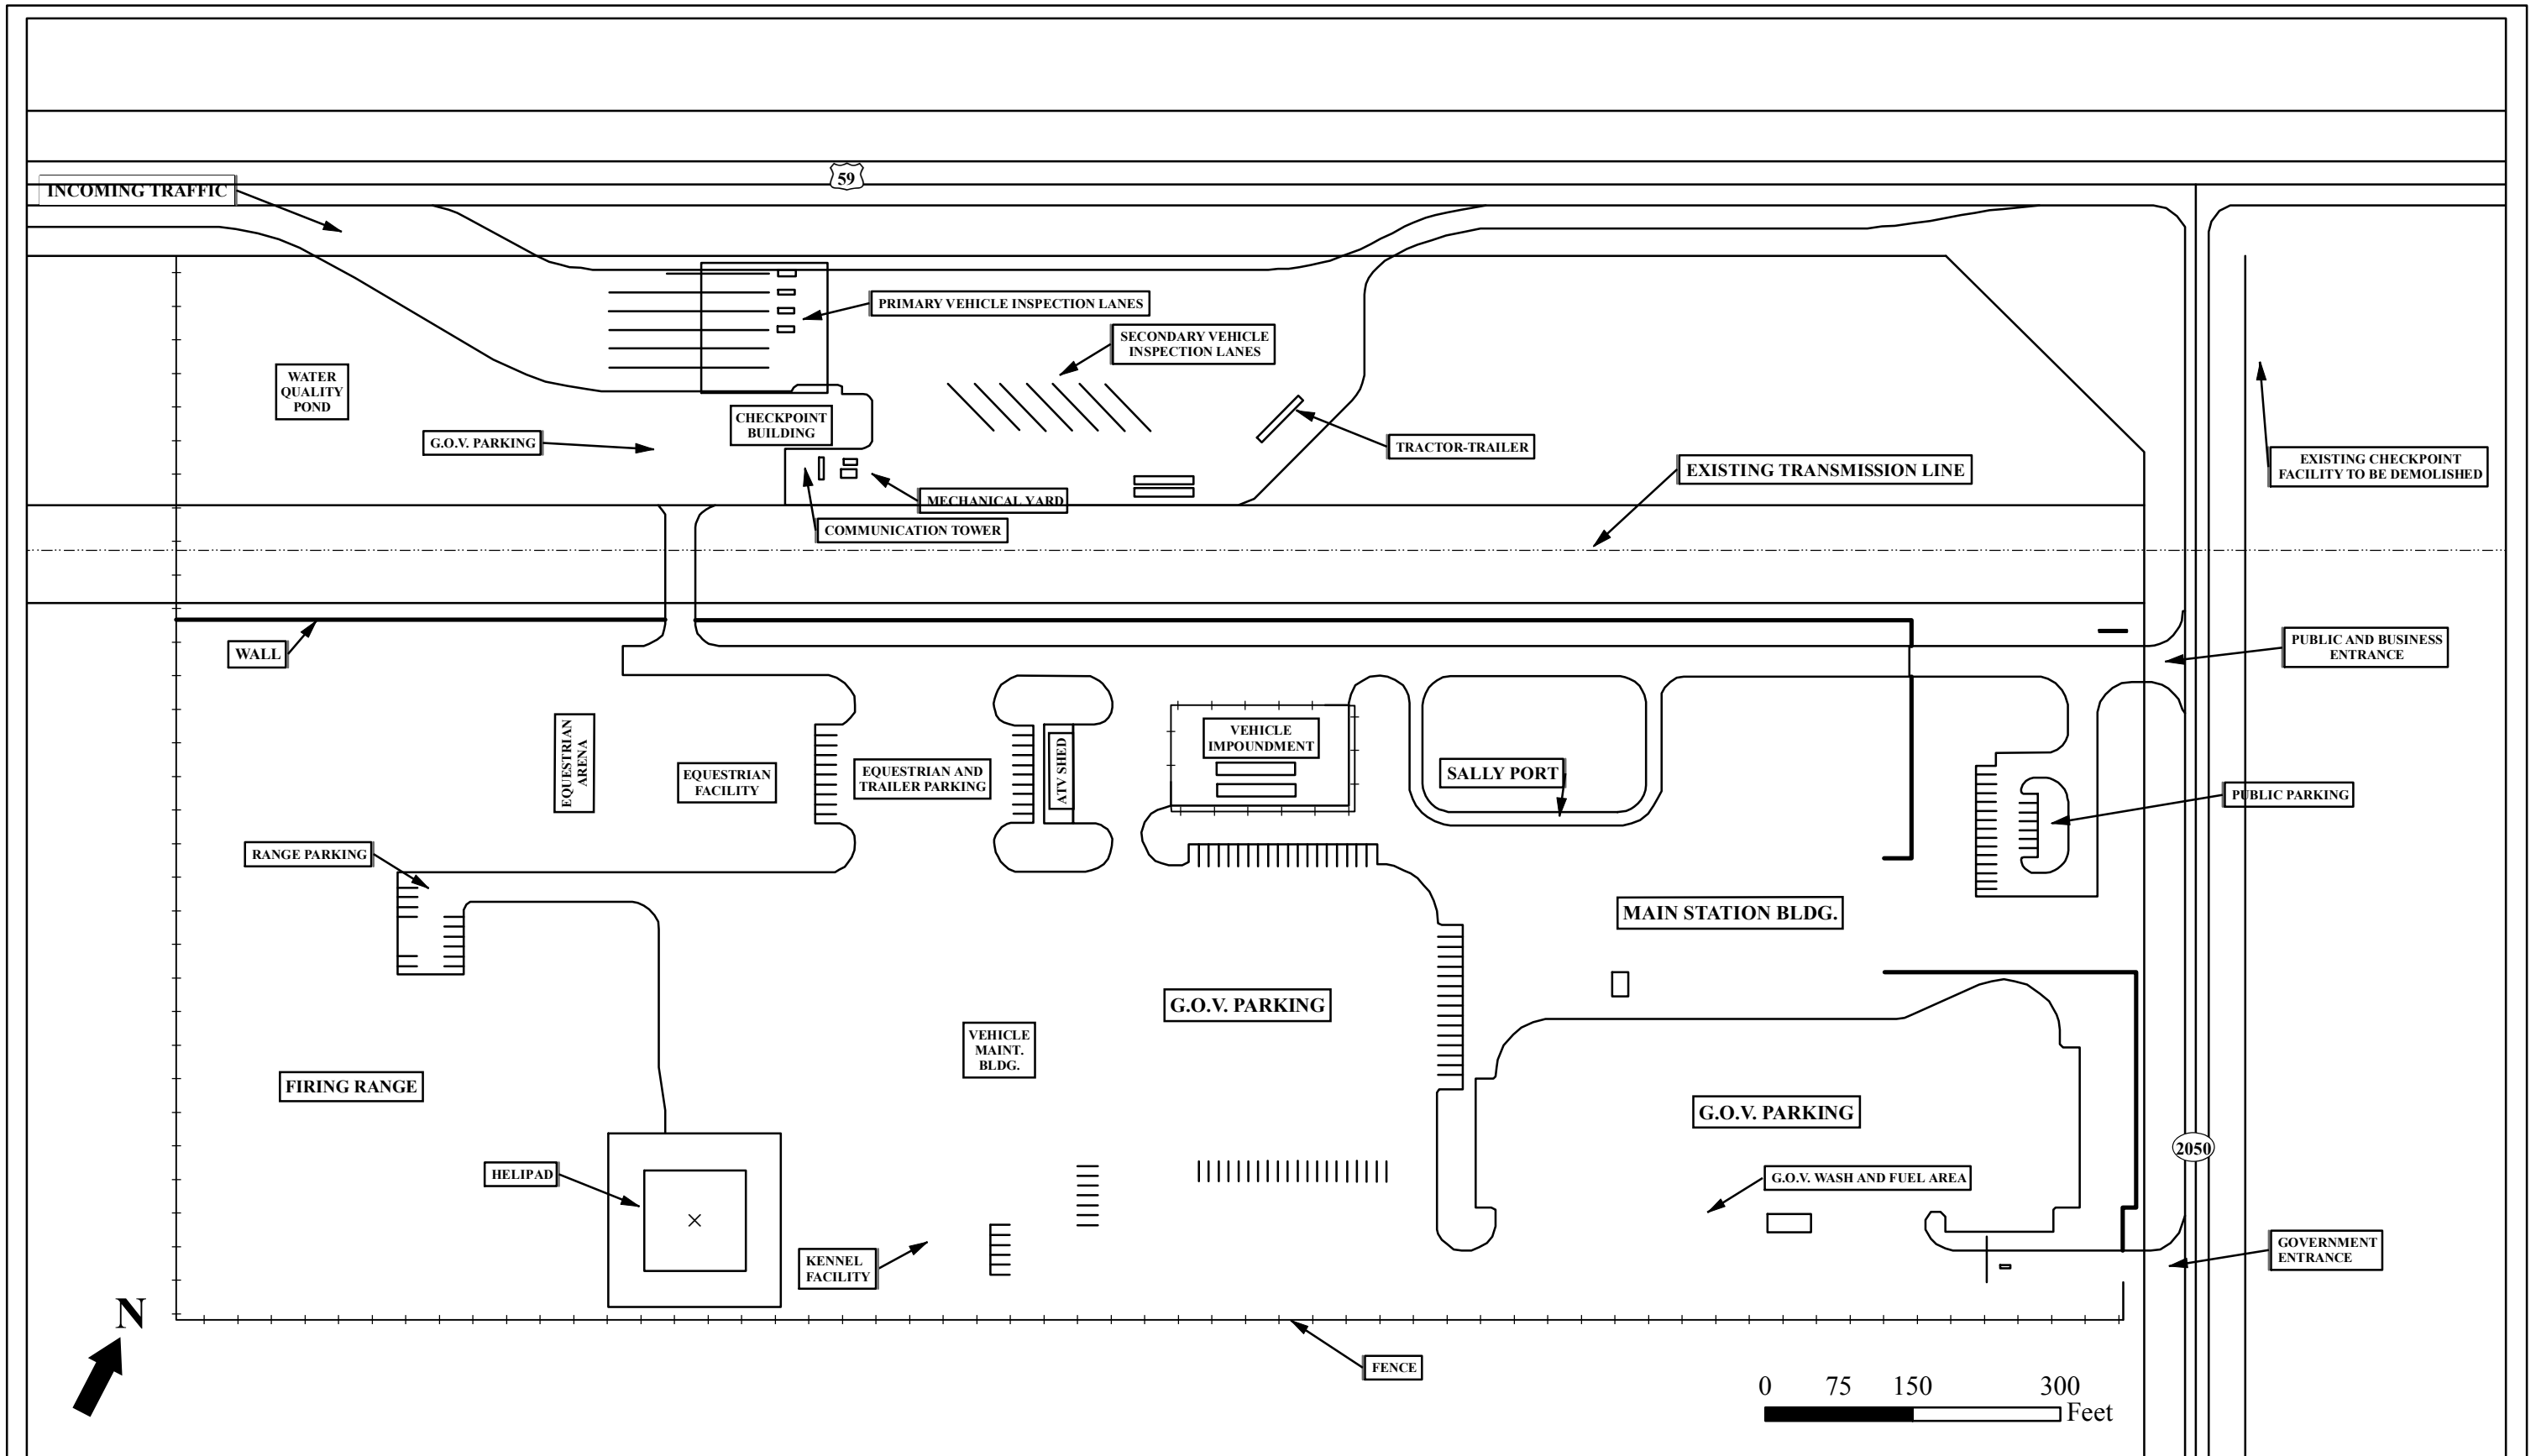 59
INCOMING TRAFFIC
PRIMARY VEHICLE INSPECTION LANES
SECONDARY VEHICLE
INSPECTION LANES
WATER
QUALITY
POND
CHECKPOINT
BUILDING
G.O.V. PARKING
TRACTOR-TRAILER
EXISTING TRANSMISSION LINE
EXISTING CHECKPOINT
FACILITY TO BE DEMOLISHED
MECHANICAL YARD
COMMUNICATION TOWER
WALL
PUBLIC AND BUSINESS
ENTRANCE
EQUESTRIAN
ARENA
EQUESTRIAN
FACILITY
EQUESTRIAN AND
TRAILER PARKING
ATV SHED
VEHICLE
IMPOUNDMENT
SALLY PORT
PUBLIC PARKING
RANGE PARKING
MAIN STATION BLDG.
G.O.V. PARKING
VEHICLE
MAINT.
BLDG.
FIRING RANGE
G.O.V. PARKING
2050
HELIPAD
G.O.V. WASH AND FUEL AREA
KENNEL
FACILITY
GOVERNMENT
ENTRANCE
N
FENCE
0 75 150 300
Feet